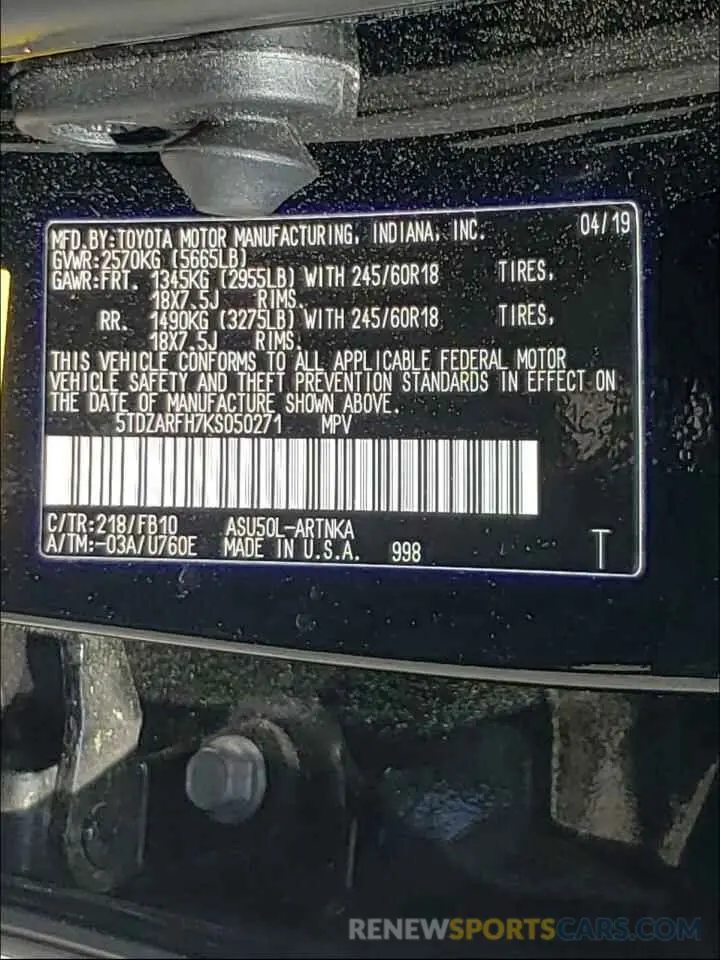 MFD.BY:TOYOTA MOTOR MANUFACTURING, INDIANA, INC. 04/19
GVWR:2570KG (5665LB)
GAWR:FRT. 1345KG (2955LB) WITH 245/60R18 TIRES,
18X7.5J RIMS.
RR. 1490KG (3275LB) WITH 245/60R18 TIRES,
18X7.5J RIMS.
THIS VEHICLE CONFORMS TO ALL APPLICABLE FEDERAL MOTOR
VEHICLE SAFETY AND THEFT PREVENTION STANDARDS IN EFFECT ON
THE DATE OF MANUFACTURE SHOWN ABOVE.
5TDZARFH7KS050271 MPV
C/TR:218/FB10 ASU50L-ARTNKA
A/TM:-03A/U760E MADE IN U.S.A. 998 T
RENEWSPORTSCARS.COM